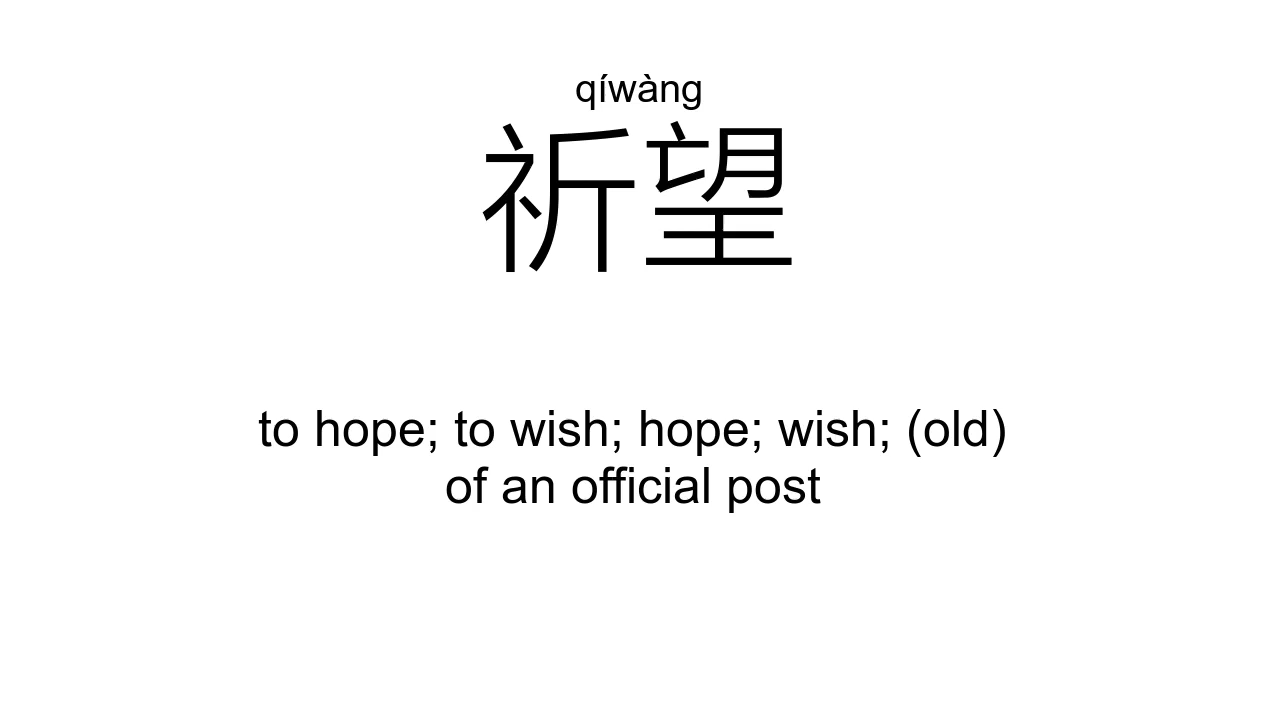 qíwàng
祈望
to hope; to wish; hope; wish; (old)
of an official post